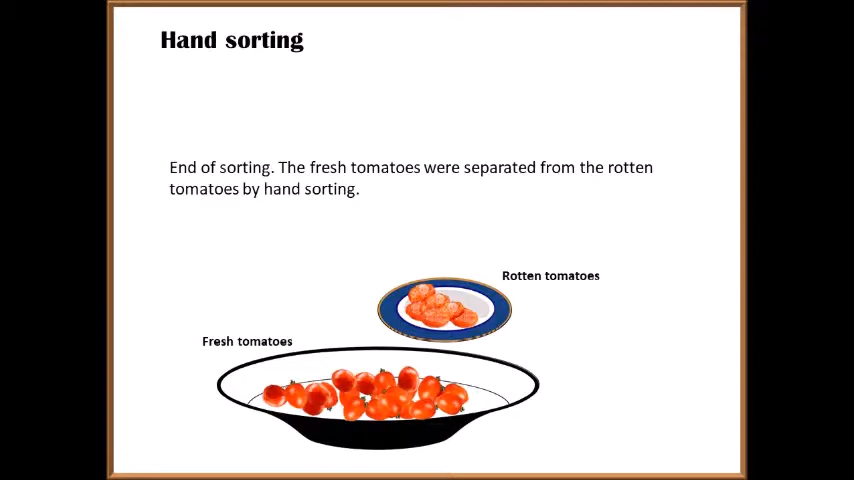 Hand sorting
End of sorting. The fresh tomatoes were separated from the rotten
tomatoes by hand sorting.
Rotten tomatoes
Fresh tomatoes